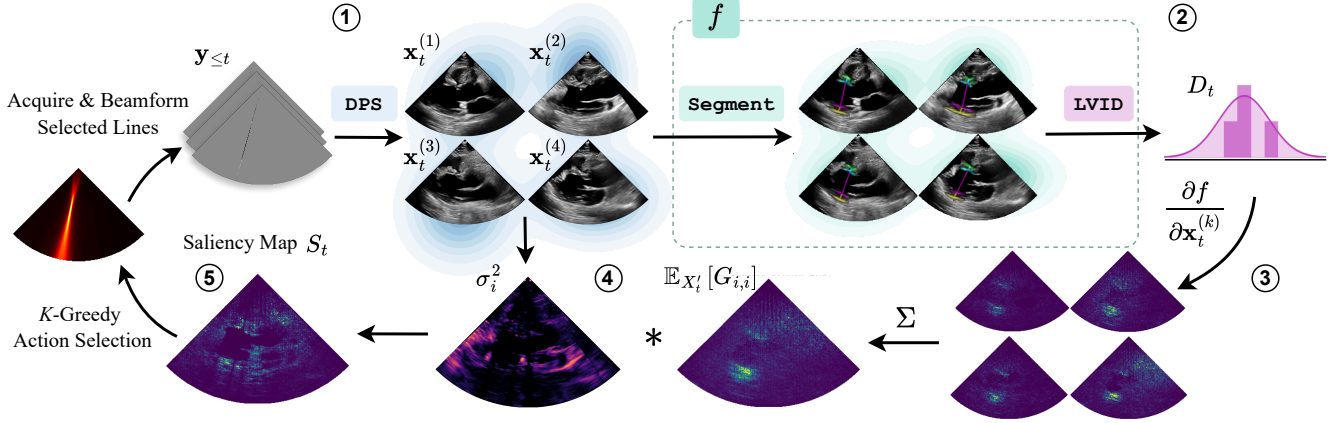 ①
②
f
y≤t
x_t^(1)
x_t^(2)
Acquire & Beamform
Selected Lines
DPS
Segment
LVID
D_t
x_t^(3)
x_t^(4)
∂f
∂x_t^(k)
Saliency Map S_t
⑤
σ_i^2
④
𝔼_{X'_t}[G_{i,i}]
③
K-Greedy
Action Selection
*
Σ